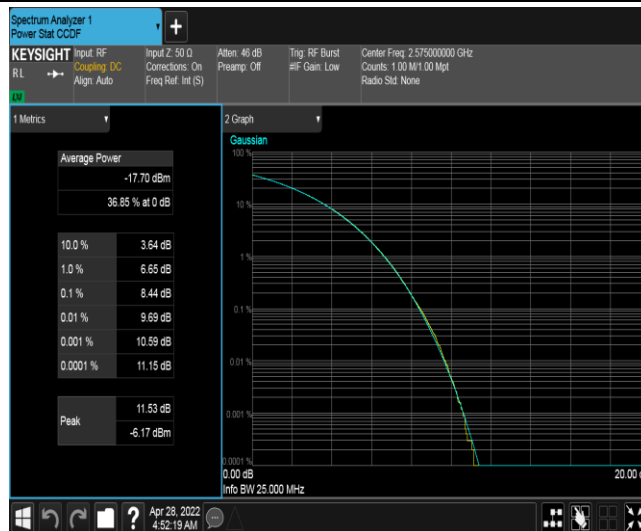 Spectrum Analyzer 1
Power Stat CCDF
KEYSIGHT
RL
Input: RF
Coupling: DC
Align: Auto
Input Z: 50 Ω
Corrections: On
Freq Ref: Int (S)
Atten: 46 dB
Preamp: Off
Trig: RF Burst
#IF Gain: Low
Center Freq: 2.575000000 GHz
Counts: 1.00 M/1.00 Mpt
Radio Std: None
1 Metrics
Average Power
-17.70 dBm
36.85 % at 0 dB
10.0 % 3.64 dB
1.0 % 6.65 dB
0.1 % 8.44 dB
0.01 % 9.69 dB
0.001 % 10.59 dB
0.0001 % 11.15 dB
Peak
11.53 dB
-6.17 dBm
2 Graph
Gaussian
100 %
10 %
1 %
0.1 %
0.01 %
0.001 %
0.0001 %
0.00 dB
20.00
Info BW 25.000 MHz
Apr 28, 2022
4:52:19 AM